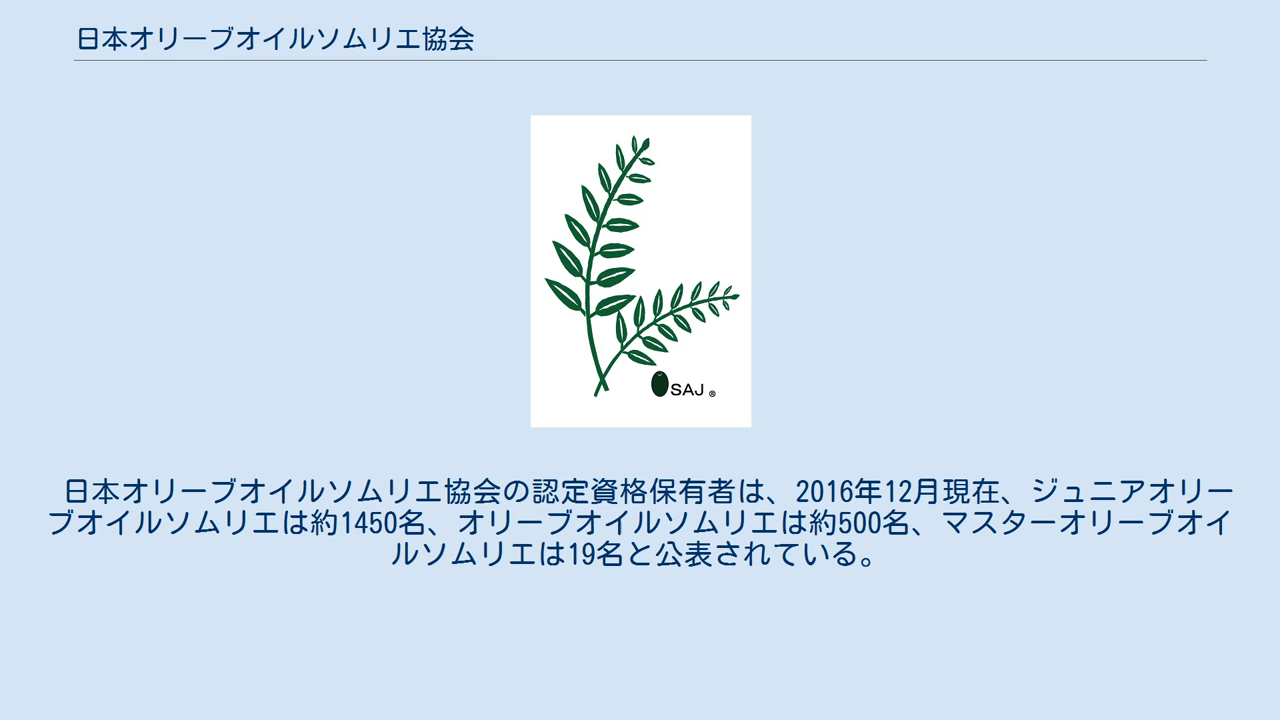 日本オリーブオイルソムリエ協会
SAJ ®
日本オリーブオイルソムリエ協会の認定資格保有者は、2016年12月現在、ジュニアオリー
ブオイルソムリエは約1450名、オリーブオイルソムリエは約500名、マスターオリーブオイ
ルソムリエは19名と公表されている。